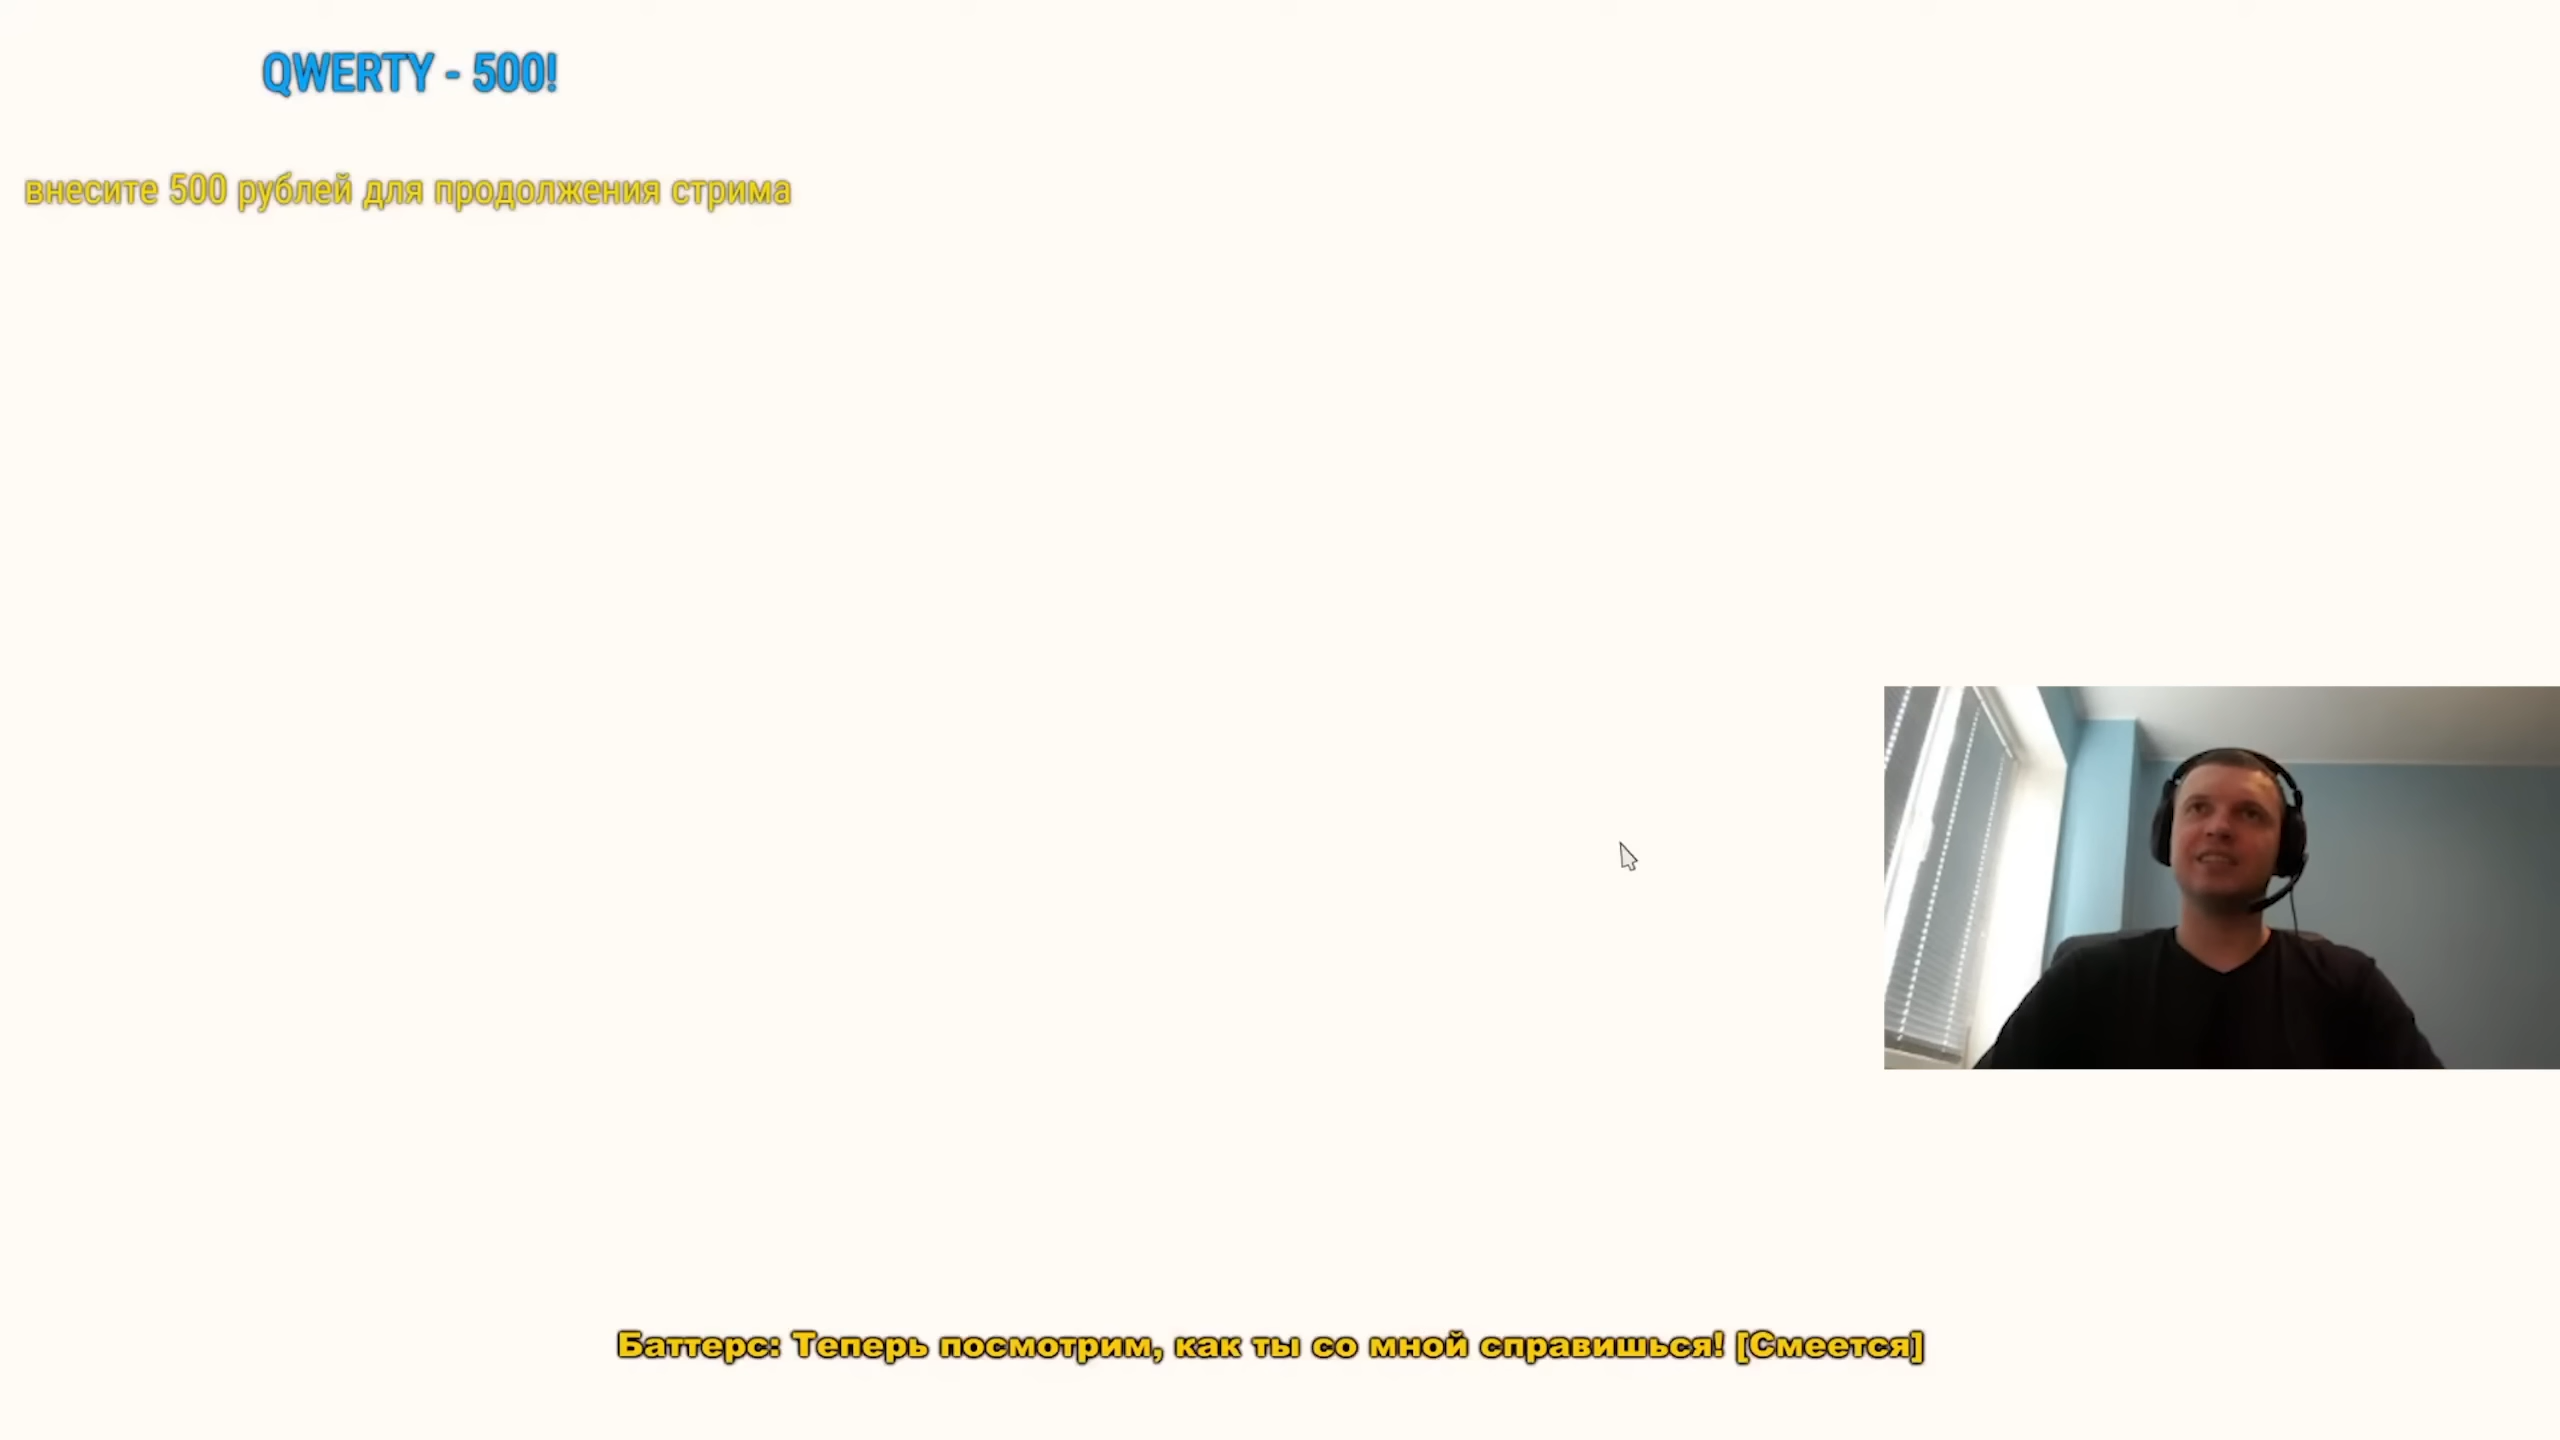 QWERTY - 500!
внесите 500 рублей для продолжения стрима
Баттерс: Теперь посмотрим, как ты со мной справишься! [Смеется]